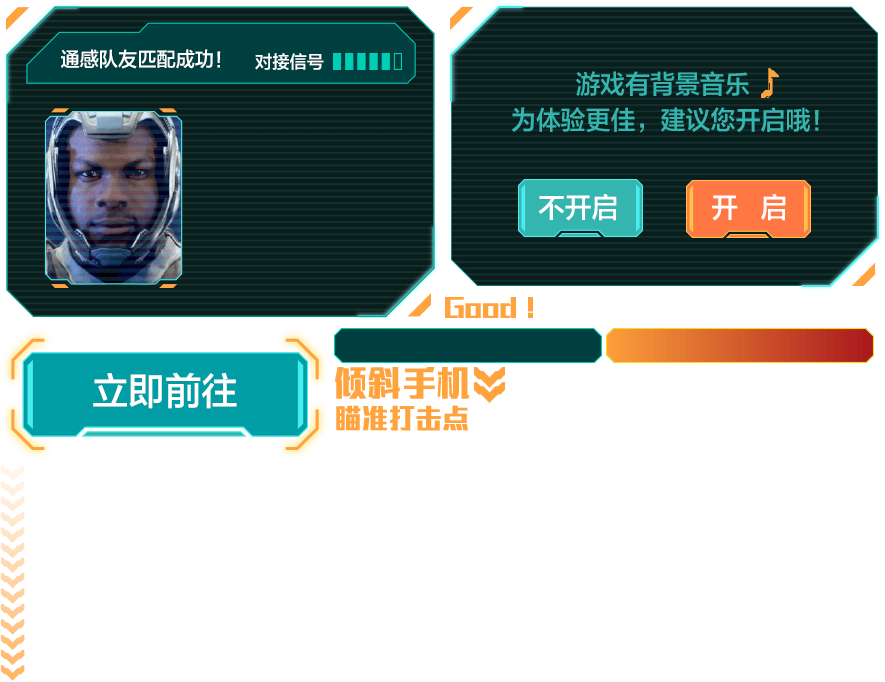 通感队友匹配成功！ 对接信号
游戏有背景音乐
为体验更佳，建议您开启哦！
不开启 开 启
Good！
立即前往
倾斜手机
瞄准打击点